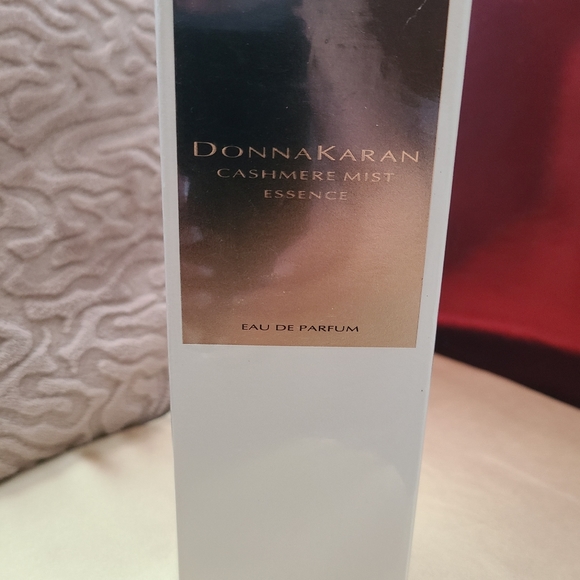 DONNAKARAN
CASHMERE MIST
ESSENCE
EAU DE PARFUM